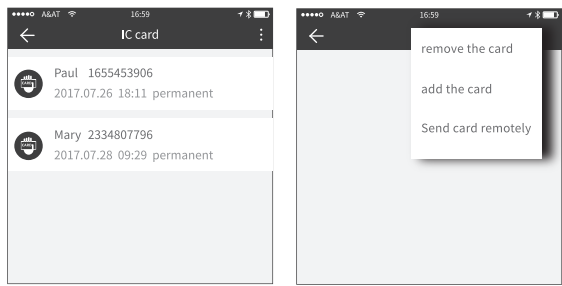 A&AT 16:59
IC card
CARD
Paul 1655453906
2017.07.26 18:11 permanent
CARD
Mary 2334807796
2017.07.28 09:29 permanent
A&AT 16:59
remove the card
add the card
Send card remotely